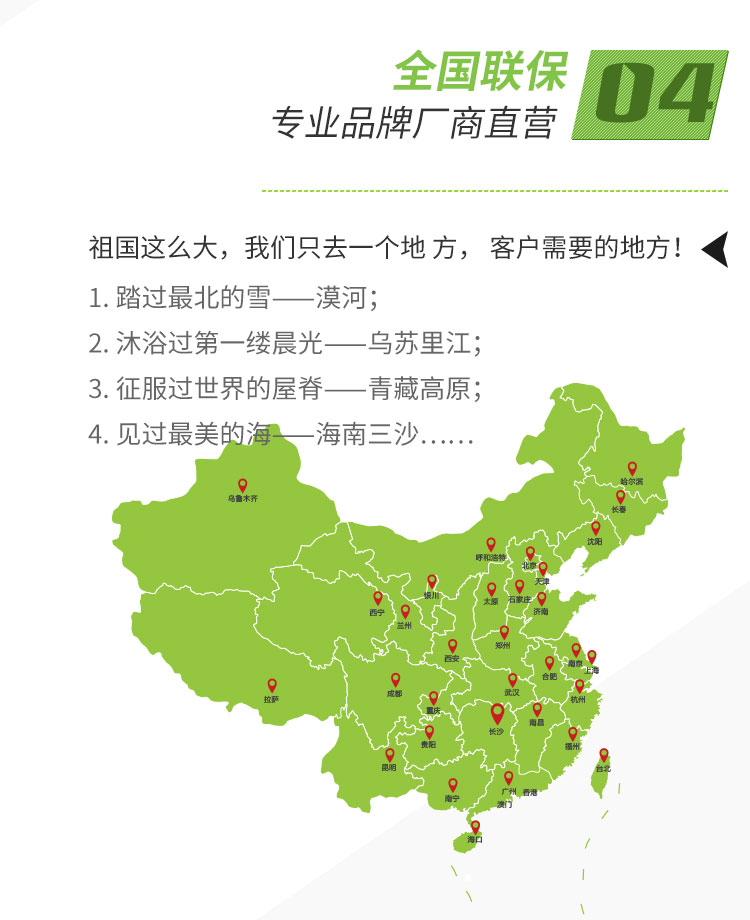 全国联保
04
专业品牌厂商直营
祖国这么大，我们只去一个地 方， 客户需要的地方！
1. 踏过最北的雪——漠河；
2. 沐浴过第一缕晨光——乌苏里江；
3. 征服过世界的屋脊——青藏高原；
4. 见过最美的海——海南三沙……
哈尔滨
乌鲁木齐
长春
沈阳
呼和浩特
北京
天津
银川
太原
石家庄
西宁
济南
兰州
郑州
西安
南京
上海
合肥
拉萨
成都
武汉
杭州
重庆
南昌
长沙
贵阳
福州
昆明
台北
南宁
广州
香港
澳门
海口